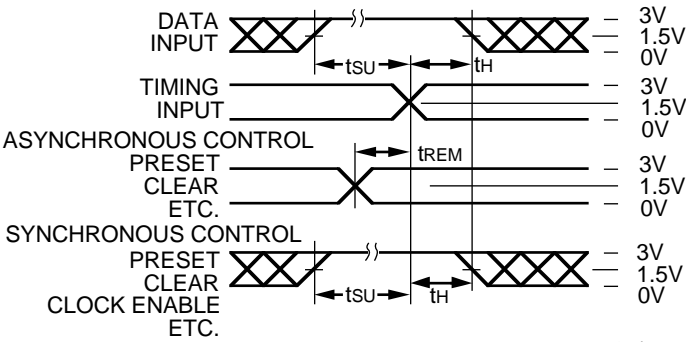 DATA
INPUT
tSU
tH
3V
1.5V
0V
TIMING
INPUT
3V
1.5V
0V
ASYNCHRONOUS CONTROL
PRESET
CLEAR
ETC.
tREM
3V
1.5V
0V
SYNCHRONOUS CONTROL
PRESET
CLEAR
CLOCK ENABLE
ETC.
tSU
tH
3V
1.5V
0V